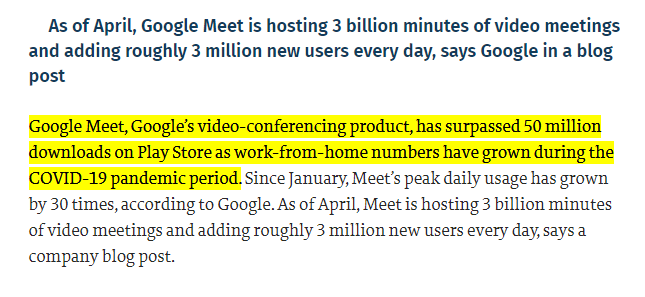 As of April, Google Meet is hosting 3 billion minutes of video meetings
and adding roughly 3 million new users every day, says Google in a blog
post
Google Meet, Google’s video-conferencing product, has surpassed 50 million
downloads on Play Store as work-from-home numbers have grown during the
COVID-19 pandemic period. Since January, Meet’s peak daily usage has grown
by 30 times, according to Google. As of April, Meet is hosting 3 billion minutes
of video meetings and adding roughly 3 million new users every day, says a
company blog post.